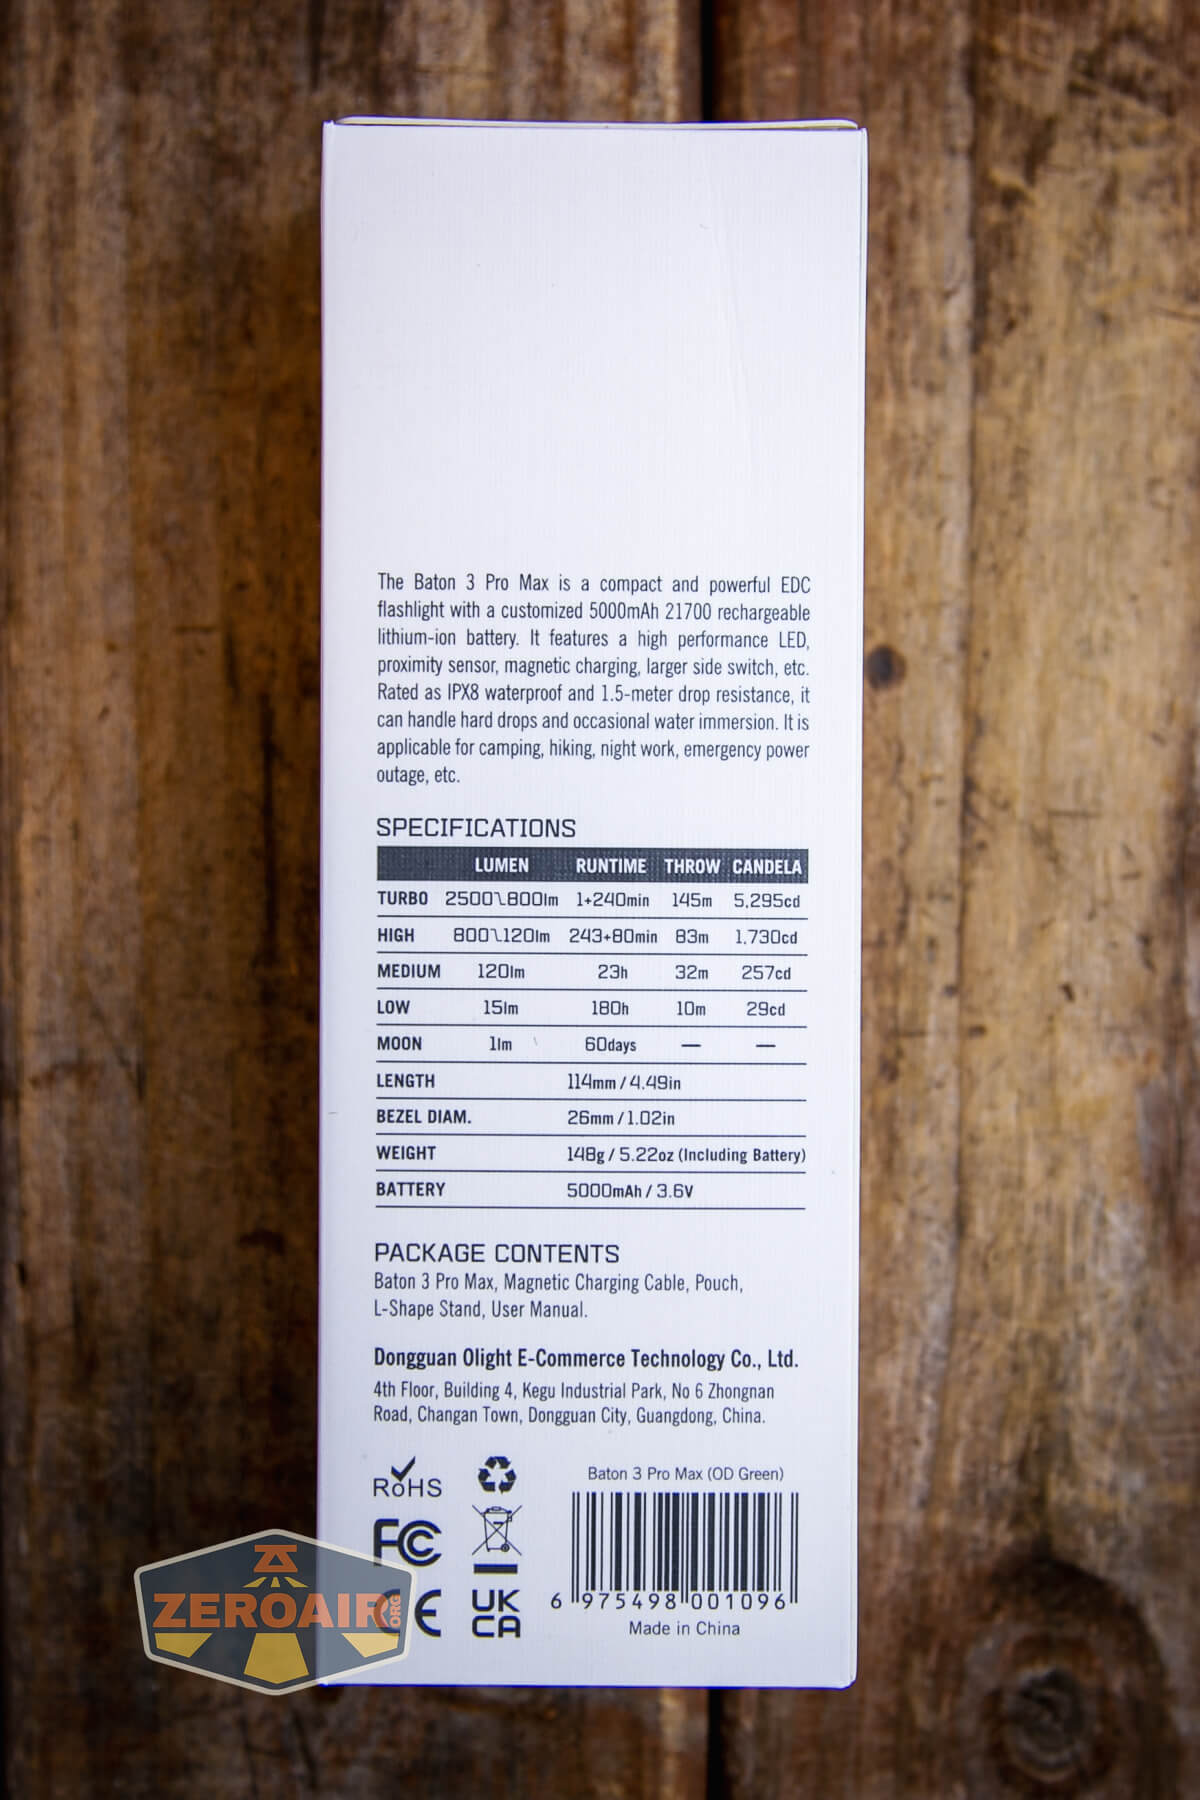 The Baton 3 Pro Max is a compact and powerful EDC
flashlight with a customized 5000mAh 21700 rechargeable
lithium-ion battery. It features a high performance LED,
proximity sensor, magnetic charging, larger side switch, etc.
Rated as IPX8 waterproof and 1.5-meter drop resistance, it
can handle hard drops and occasional water immersion. It is
applicable for camping, hiking, night work, emergency power
outage, etc.
SPECIFICATIONS
LUMEN RUNTIME THROW CANDELA
TURBO 2500~800lm 1+240min 145m 5,295cd
HIGH 800~120lm 243+80min 83m 1,730cd
MEDIUM 120lm 23h 32m 257cd
LOW 15lm 180h 10m 29cd
MOON 1lm 60days — —
LENGTH 114mm / 4.49in
BEZEL DIAM. 26mm / 1.02in
WEIGHT 148g / 5.22oz (Including Battery)
BATTERY 5000mAh / 3.6V
PACKAGE CONTENTS
Baton 3 Pro Max, Magnetic Charging Cable, Pouch,
L-Shape Stand, User Manual.
Dongguan Olight E-Commerce Technology Co., Ltd.
4th Floor, Building 4, Kegu Industrial Park, No 6 Zhongnan
Road, Changan Town, Dongguan City, Guangdong, China.
RoHS
FC
CE
UK
CA
Baton 3 Pro Max (OD Green)
6 975498 001096
Made in China
ZEROAIR.ORG